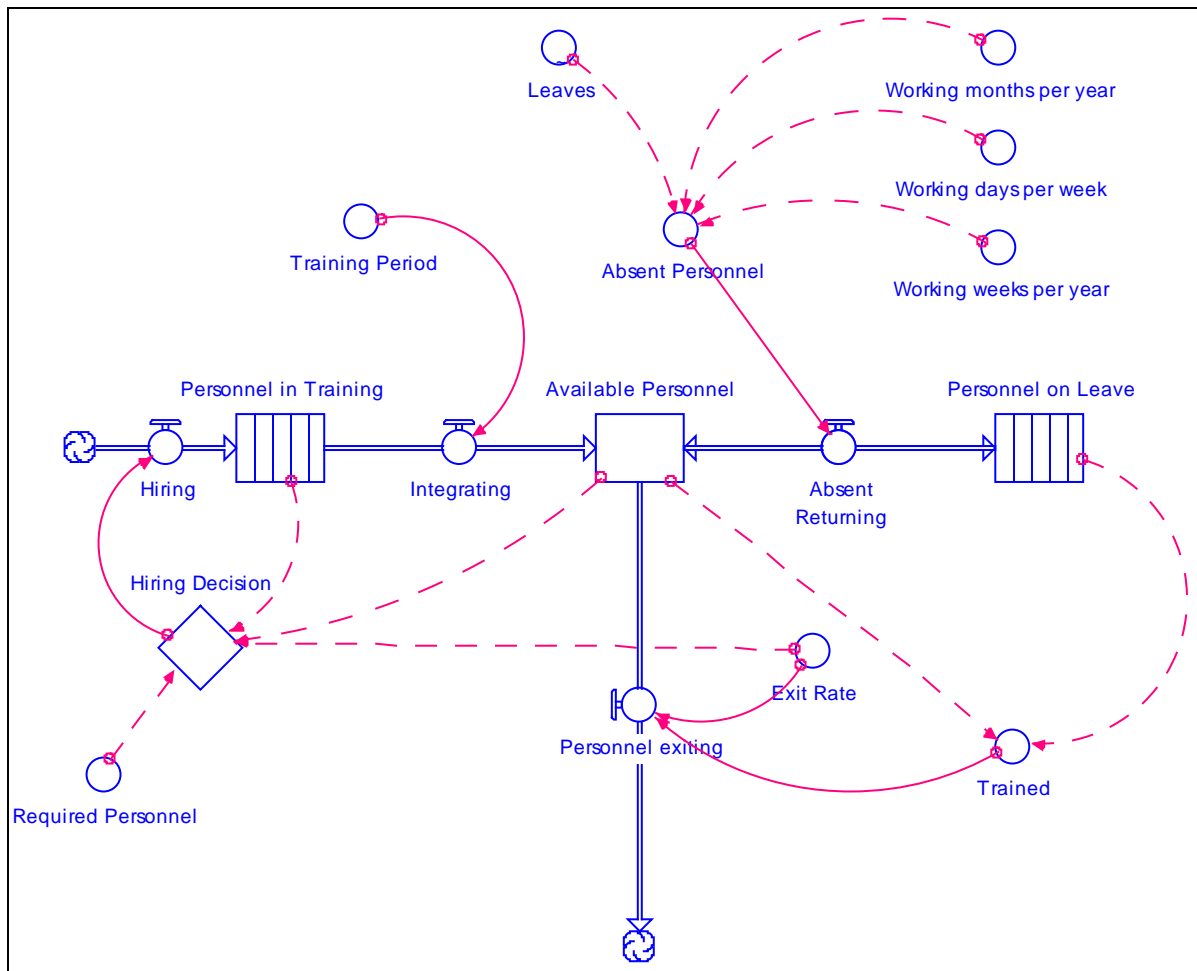 Leaves
Working months per year
Working days per week
Training Period
Absent Personnel
Working weeks per year
Personnel in Training
Available Personnel
Personnel on Leave
Hiring
Integrating
Absent
Returning
Hiring Decision
Exit Rate
Personnel exiting
Trained
Required Personnel